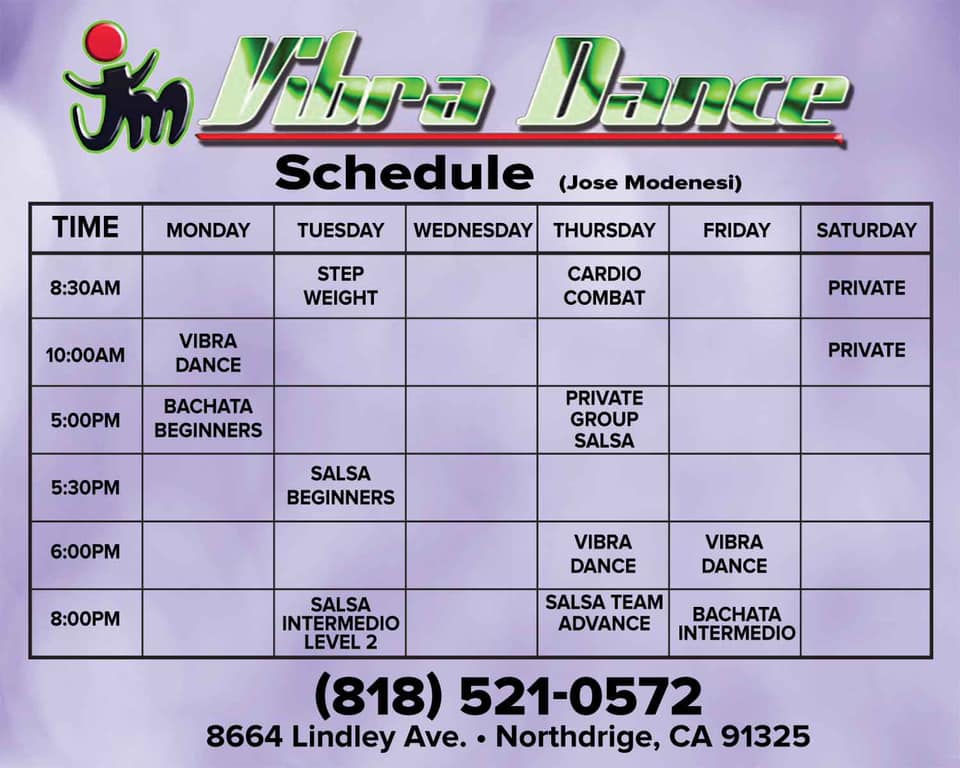 Jm
Vibra Dance
Schedule (Jose Modenesi)
TIME MONDAY TUESDAY WEDNESDAY THURSDAY FRIDAY SATURDAY
8:30AM STEP WEIGHT CARDIO COMBAT PRIVATE
10:00AM VIBRA DANCE PRIVATE
5:00PM BACHATA BEGINNERS PRIVATE GROUP SALSA
5:30PM SALSA BEGINNERS
6:00PM VIBRA DANCE VIBRA DANCE
8:00PM SALSA INTERMEDIO LEVEL 2 SALSA TEAM ADVANCE BACHATA INTERMEDIO
(818) 521-0572
8664 Lindley Ave. • Northdrige, CA 91325